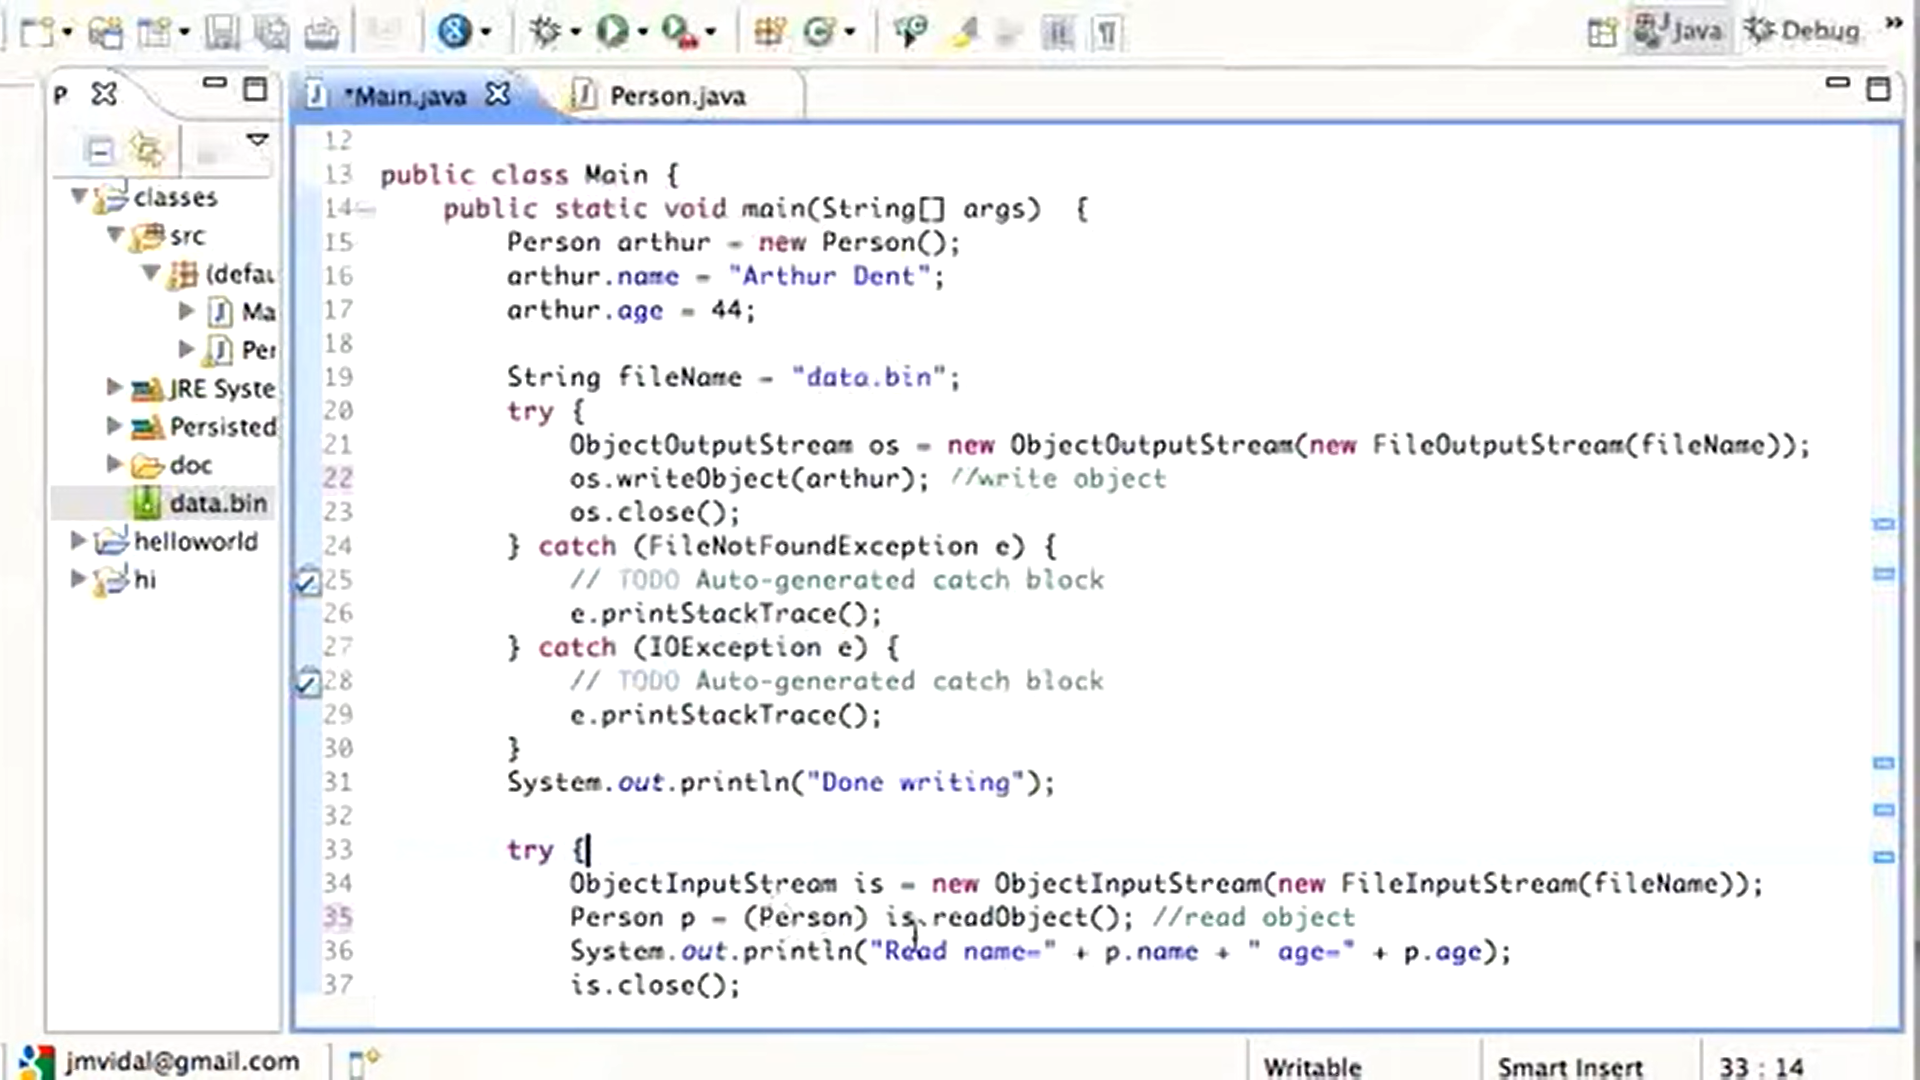 Java Debug »
P
*Main.java Person.java
classes
src
(defau
Ma
Per
JRE Syste
Persisted
doc
data.bin
helloworld
hi
12
13 public class Main {
14 public static void main(String[] args) {
15 Person arthur = new Person();
16 arthur.name = "Arthur Dent";
17 arthur.age = 44;
18
19 String fileName = "data.bin";
20 try {
21 ObjectOutputStream os = new ObjectOutputStream(new FileOutputStream(fileName));
22 os.writeObject(arthur); //write object
23 os.close();
24 } catch (FileNotFoundException e) {
25 // TODO Auto-generated catch block
26 e.printStackTrace();
27 } catch (IOException e) {
28 // TODO Auto-generated catch block
29 e.printStackTrace();
30 }
31 System.out.println("Done writing");
32
33 try {
34 ObjectInputStream is = new ObjectInputStream(new FileInputStream(fileName));
35 Person p = (Person) is.readObject(); //read object
36 System.out.println("Read name=" + p.name + " age=" + p.age);
37 is.close();
jmvidal@gmail.com Writable Smart Insert 33 : 14